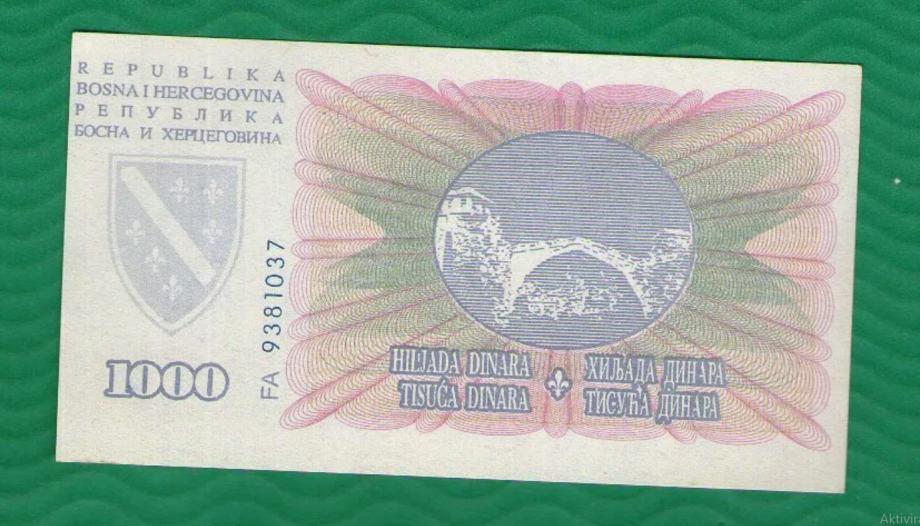 REPUBLIKA
BOSNA I HERCEGOVINA
РЕПУБЛИКА
БОСНА И ХЕРЦЕГОВИНА
FA 9381037
1000
HILJADA DINARA
TISUĆA DINARA
ХИЉАДА ДИНАРА
ТИСУЋА ДИНАРА
Aktivir